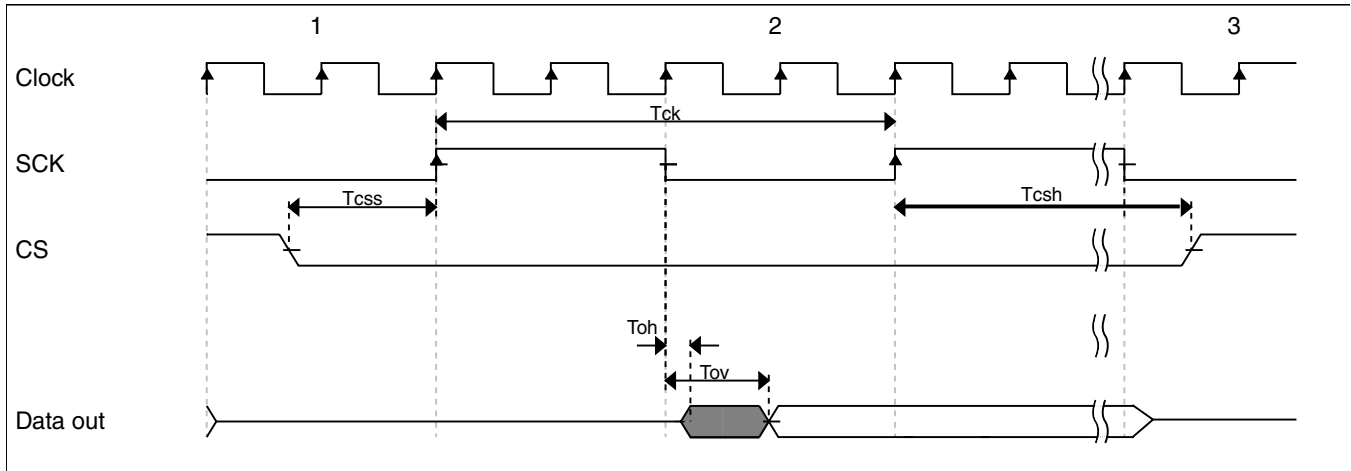 1 2 3
Clock
Tck
SCK
Tcss Tcsh
CS
Toh
Tov
Data out